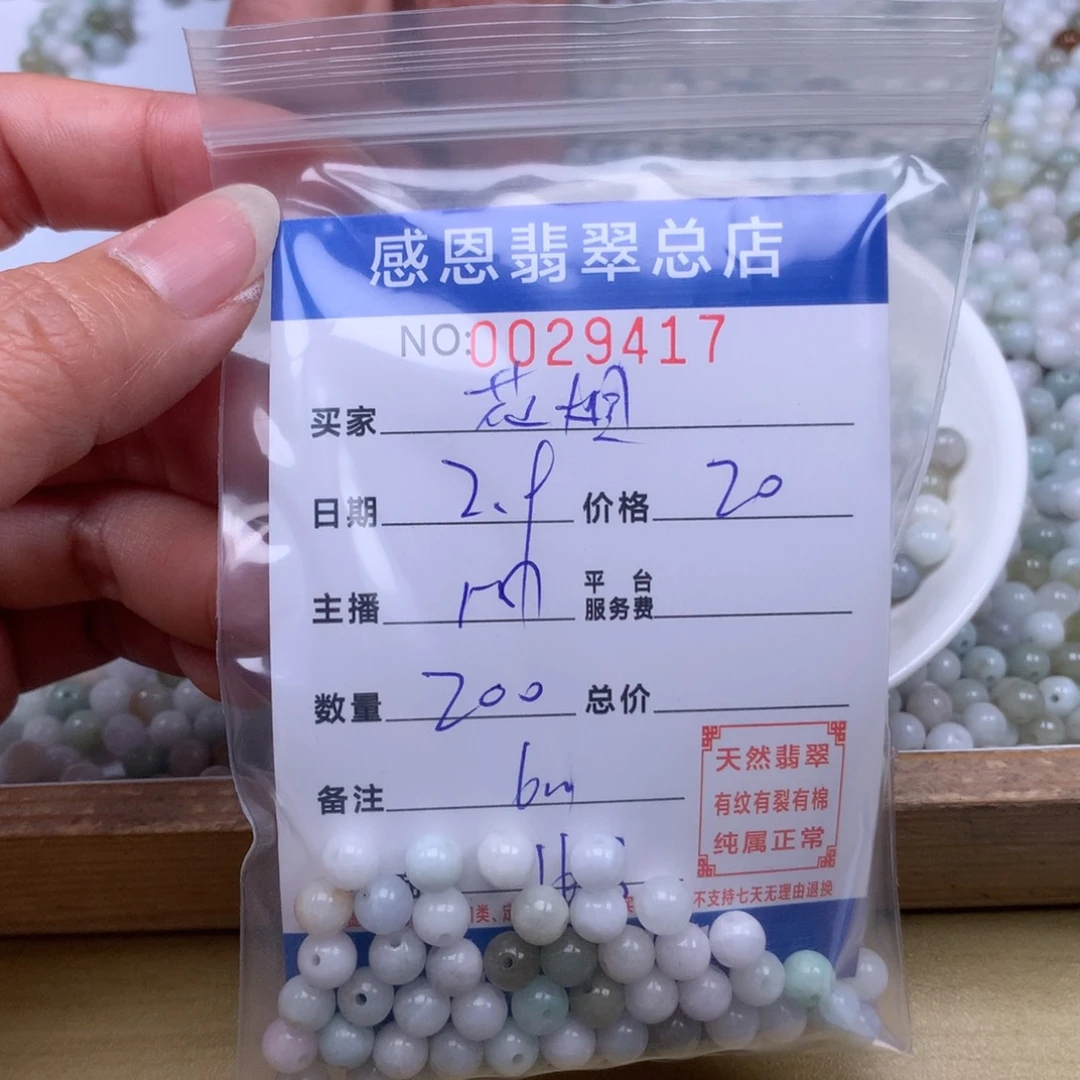 感恩翡翠总店
NO:0029417
买家
日期 2.9 价格 20
主播 平台服务费
数量 200 总价
备注 6m
天然翡翠
有纹有裂有棉
纯属正常
不支持七天无理由退换